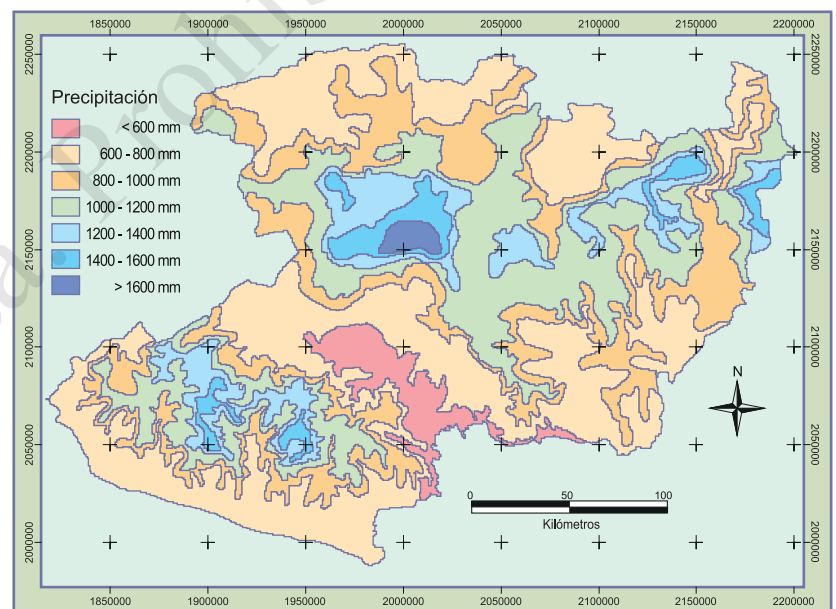 1850000 1900000 1950000 2000000 2050000 2100000 2150000 2200000
2250000 2250000
Precipitación
< 600 mm
600 - 800 mm
800 - 1000 mm
1000 - 1200 mm
1200 - 1400 mm
1400 - 1600 mm
> 1600 mm
2200000 2200000
2150000 2150000
2100000 2100000
N
2050000 2050000
0 50 100
Kilómetros
2000000 2000000
1850000 1900000 1950000 2000000 2050000 2100000 2150000 2200000